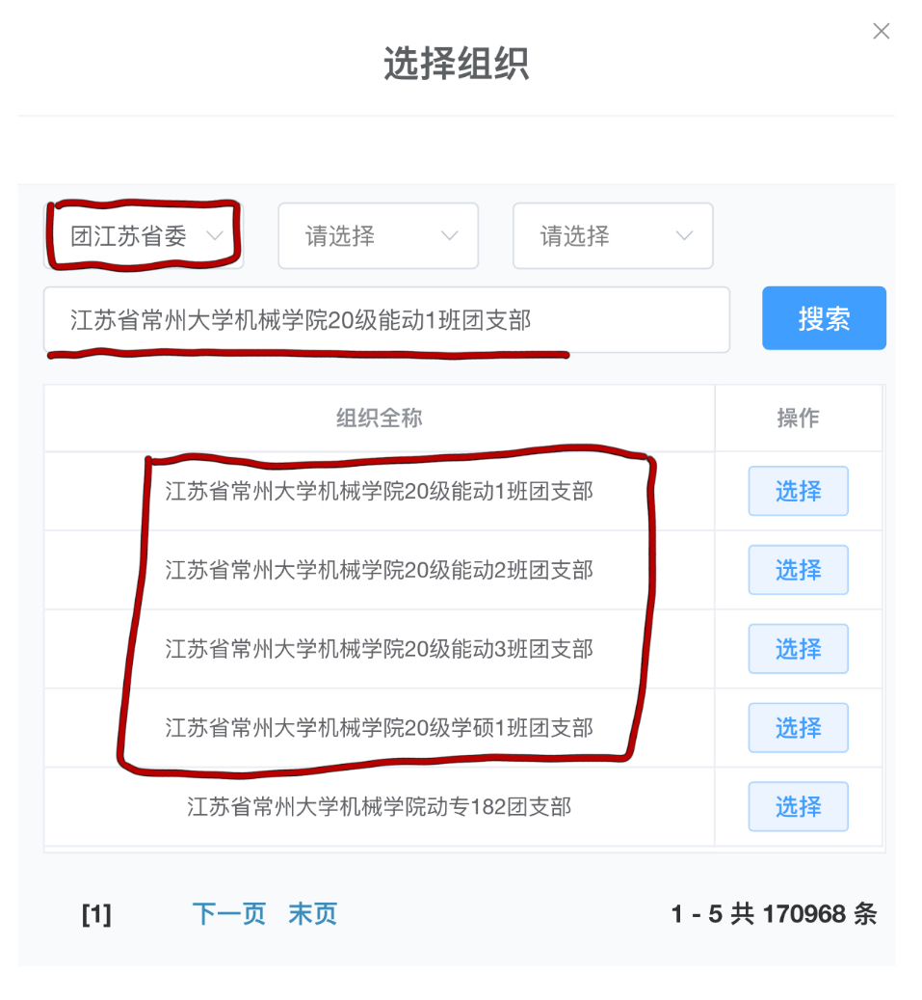 选择组织
团江苏省委 请选择 请选择
江苏省常州大学机械学院20级能动1班团支部 搜索
组织全称 操作
江苏省常州大学机械学院20级能动1班团支部 选择
江苏省常州大学机械学院20级能动2班团支部 选择
江苏省常州大学机械学院20级能动3班团支部 选择
江苏省常州大学机械学院20级学硕1班团支部 选择
江苏省常州大学机械学院动专182团支部 选择
[1] 下一页 末页 1 - 5 共 170968 条